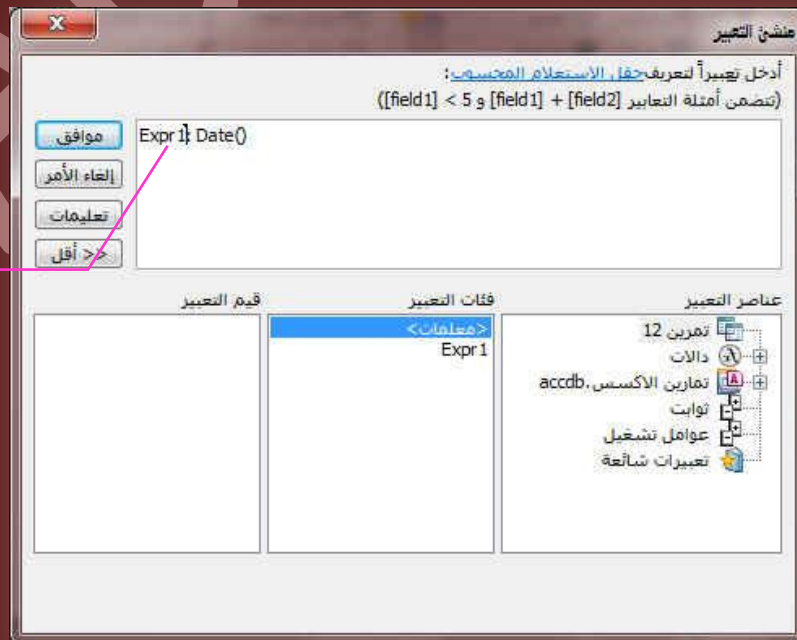 منشئ التعبير
أدخل تعبيراً لتعريف حقل الاستعلام المحسوب:
(تتضمن أمثلة التعابير [field1] + [field2] و [field1] < 5)
Expr1: Date()
موافق
إلغاء الأمر
تعليمات
<< أقل
عناصر التعبير
تمرين 12
دالات
تمارين الاكسس.accdb
ثوابت
عوامل تشغيل
تعبيرات شائعة
فئات التعبير
<معلمات>
Expr1
قيم التعبير